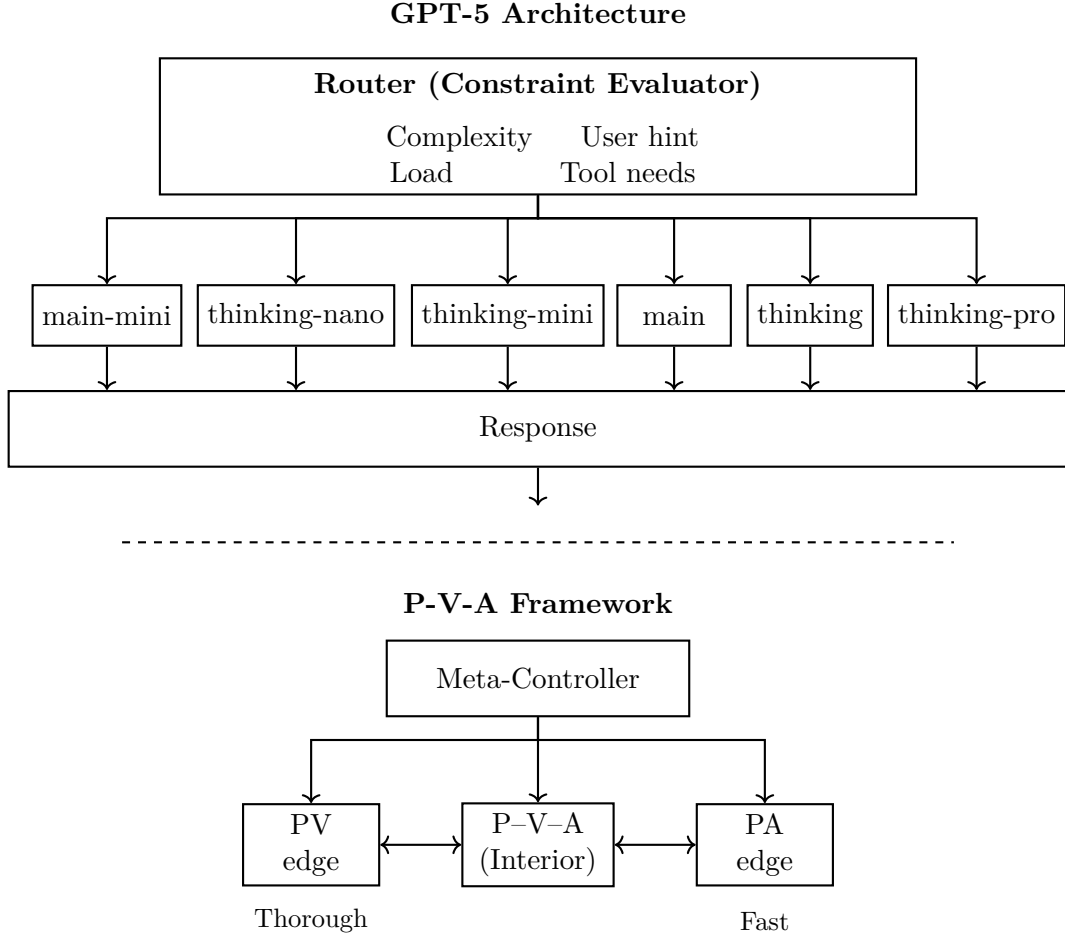 GPT-5 Architecture
Router (Constraint Evaluator)
Complexity User hint
Load Tool needs
main-mini thinking-nano thinking-mini main thinking thinking-pro
Response
P-V-A Framework
Meta-Controller
PV P–V–A PA
edge (Interior) edge
Thorough Fast